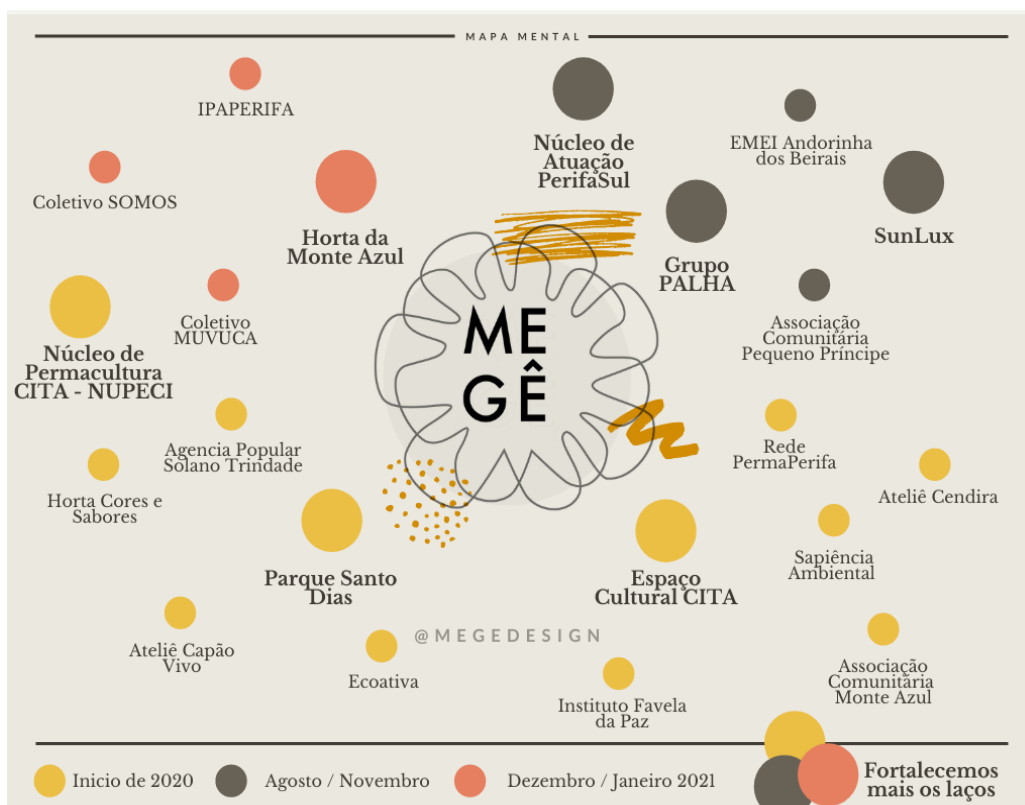 MAPA MENTAL
IPAPERIFA
Coletivo SOMOS
Horta da
Monte Azul
Núcleo de
Atuação
PerifaSul
EMEI Andorinha
dos Beirais
Grupo
PALHA
SunLux
Núcleo de
Permacultura
CITA - NUPECI
Coletivo
MUVUCA
ME
GÊ
Associação
Comunitária
Pequeno Príncipe
Agencia Popular
Solano Trindade
Horta Cores e
Sabores
Rede
PermaPerifa
Ateliê Cendira
Parque Santo
Dias
Espaço
Cultural CITA
Sapiência
Ambiental
@MEGEDESIGN
Ateliê Capão
Vivo
Ecoativa
Instituto Favela
da Paz
Associação
Comunitária
Monte Azul
Inicio de 2020
Agosto / Novembro
Dezembro / Janeiro 2021
Fortalecemos
mais os laços